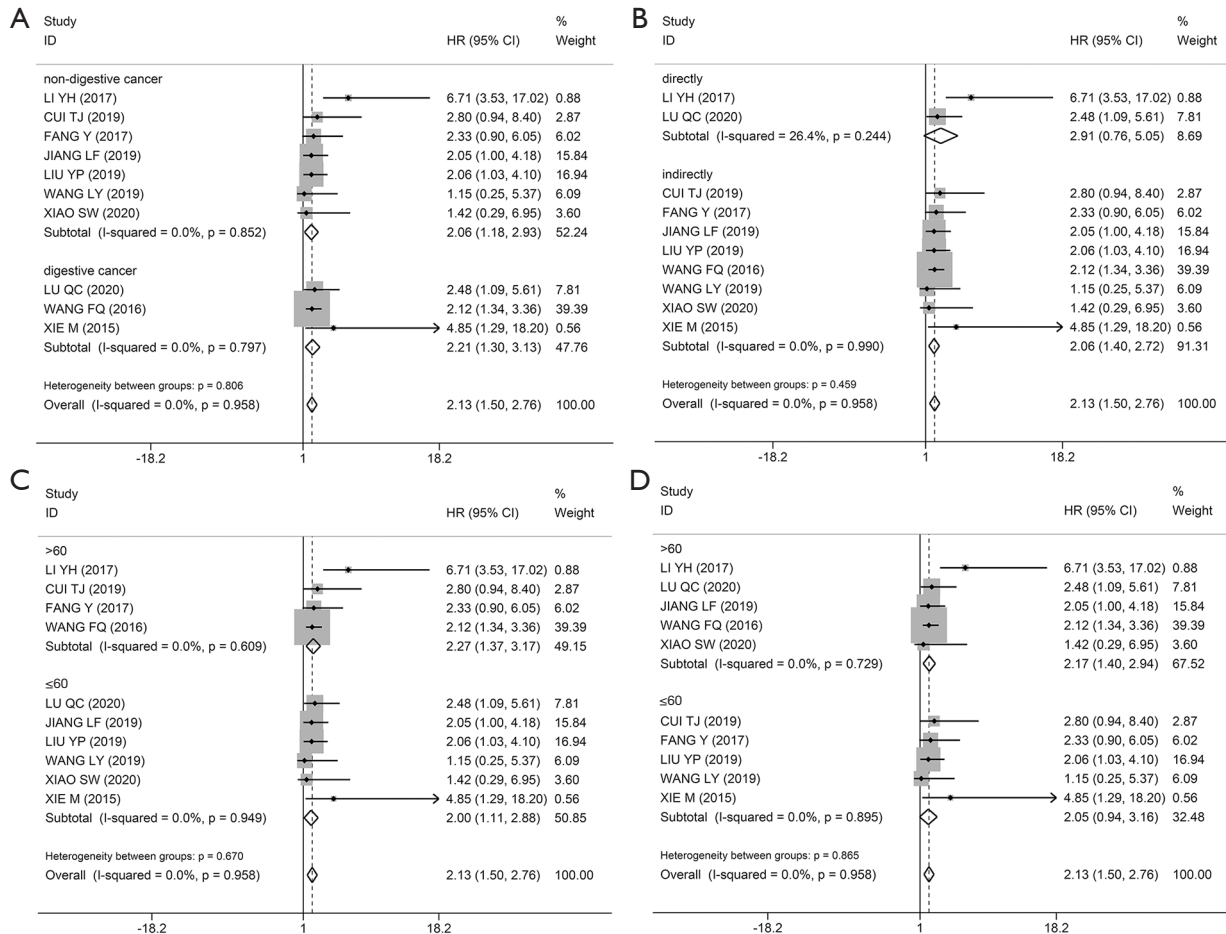 A
Study %
ID HR (95% CI) Weight
non-digestive cancer
LI YH (2017) 6.71 (3.53, 17.02) 0.88
CUI TJ (2019) 2.80 (0.94, 8.40) 2.87
FANG Y (2017) 2.33 (0.90, 6.05) 6.02
JIANG LF (2019) 2.05 (1.00, 4.18) 15.84
LIU YP (2019) 2.06 (1.03, 4.10) 16.94
WANG LY (2019) 1.15 (0.25, 5.37) 6.09
XIAO SW (2020) 1.42 (0.29, 6.95) 3.60
Subtotal (I-squared = 0.0%, p = 0.852) 2.06 (1.18, 2.93) 52.24
digestive cancer
LU QC (2020) 2.48 (1.09, 5.61) 7.81
WANG FQ (2016) 2.12 (1.34, 3.36) 39.39
XIE M (2015) 4.85 (1.29, 18.20) 0.56
Subtotal (I-squared = 0.0%, p = 0.797) 2.21 (1.30, 3.13) 47.76
Heterogeneity between groups: p = 0.806
Overall (I-squared = 0.0%, p = 0.958) 2.13 (1.50, 2.76) 100.00
-18.2 1 18.2
B
Study %
ID HR (95% CI) Weight
directly
LI YH (2017) 6.71 (3.53, 17.02) 0.88
LU QC (2020) 2.48 (1.09, 5.61) 7.81
Subtotal (I-squared = 26.4%, p = 0.244) 2.91 (0.76, 5.05) 8.69
indirectly
CUI TJ (2019) 2.80 (0.94, 8.40) 2.87
FANG Y (2017) 2.33 (0.90, 6.05) 6.02
JIANG LF (2019) 2.05 (1.00, 4.18) 15.84
LIU YP (2019) 2.06 (1.03, 4.10) 16.94
WANG FQ (2016) 2.12 (1.34, 3.36) 39.39
WANG LY (2019) 1.15 (0.25, 5.37) 6.09
XIAO SW (2020) 1.42 (0.29, 6.95) 3.60
XIE M (2015) 4.85 (1.29, 18.20) 0.56
Subtotal (I-squared = 0.0%, p = 0.990) 2.06 (1.40, 2.72) 91.31
Heterogeneity between groups: p = 0.459
Overall (I-squared = 0.0%, p = 0.958) 2.13 (1.50, 2.76) 100.00
-18.2 1 18.2
C
Study %
ID HR (95% CI) Weight
>60
LI YH (2017) 6.71 (3.53, 17.02) 0.88
CUI TJ (2019) 2.80 (0.94, 8.40) 2.87
FANG Y (2017) 2.33 (0.90, 6.05) 6.02
WANG FQ (2016) 2.12 (1.34, 3.36) 39.39
Subtotal (I-squared = 0.0%, p = 0.609) 2.27 (1.37, 3.17) 49.15
≤60
LU QC (2020) 2.48 (1.09, 5.61) 7.81
JIANG LF (2019) 2.05 (1.00, 4.18) 15.84
LIU YP (2019) 2.06 (1.03, 4.10) 16.94
WANG LY (2019) 1.15 (0.25, 5.37) 6.09
XIAO SW (2020) 1.42 (0.29, 6.95) 3.60
XIE M (2015) 4.85 (1.29, 18.20) 0.56
Subtotal (I-squared = 0.0%, p = 0.949) 2.00 (1.11, 2.88) 50.85
Heterogeneity between groups: p = 0.670
Overall (I-squared = 0.0%, p = 0.958) 2.13 (1.50, 2.76) 100.00
-18.2 1 18.2
D
Study %
ID HR (95% CI) Weight
>60
LI YH (2017) 6.71 (3.53, 17.02) 0.88
LU QC (2020) 2.48 (1.09, 5.61) 7.81
JIANG LF (2019) 2.05 (1.00, 4.18) 15.84
WANG FQ (2016) 2.12 (1.34, 3.36) 39.39
XIAO SW (2020) 1.42 (0.29, 6.95) 3.60
Subtotal (I-squared = 0.0%, p = 0.729) 2.17 (1.40, 2.94) 67.52
≤60
CUI TJ (2019) 2.80 (0.94, 8.40) 2.87
FANG Y (2017) 2.33 (0.90, 6.05) 6.02
LIU YP (2019) 2.06 (1.03, 4.10) 16.94
WANG LY (2019) 1.15 (0.25, 5.37) 6.09
XIE M (2015) 4.85 (1.29, 18.20) 0.56
Subtotal (I-squared = 0.0%, p = 0.895) 2.05 (0.94, 3.16) 32.48
Heterogeneity between groups: p = 0.865
Overall (I-squared = 0.0%, p = 0.958) 2.13 (1.50, 2.76) 100.00
-18.2 1 18.2